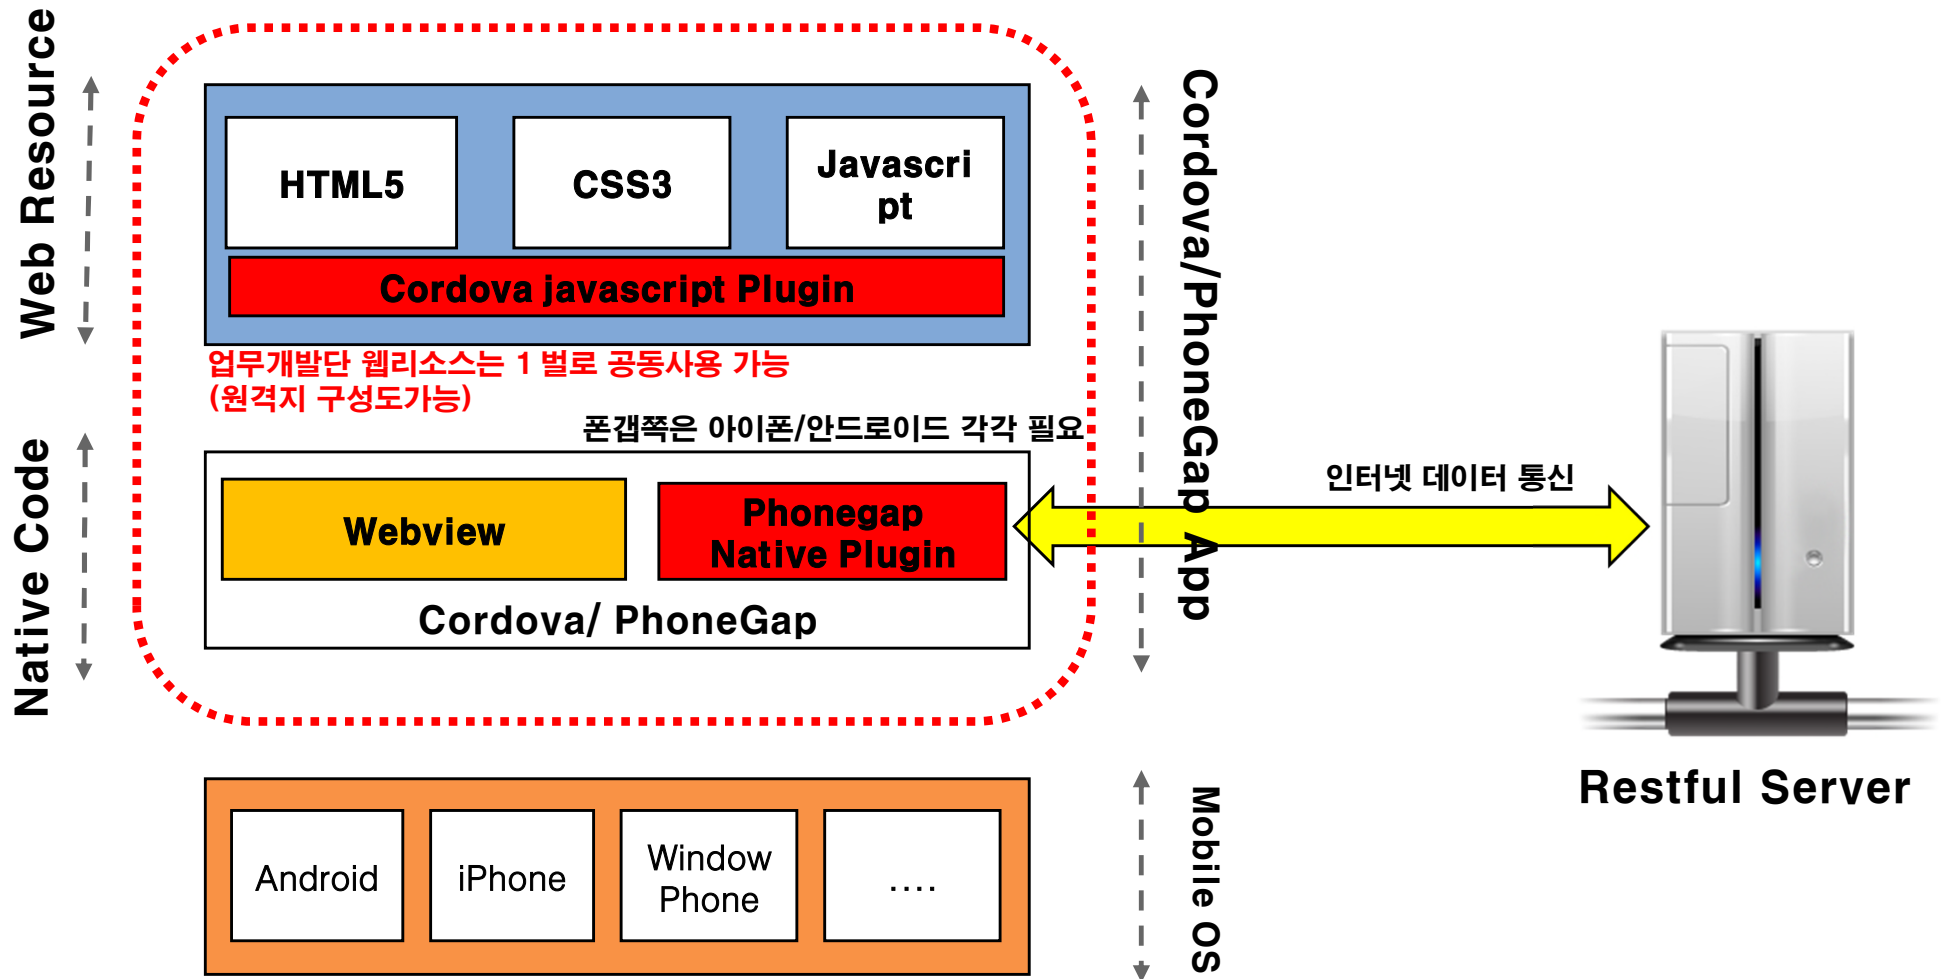 Web Resource
HTML5
CSS3
Javascri
pt
Cordova javascript Plugin
업무개발단 웹리소스는 1 벌로 공동사용 가능
(원격지 구성도가능)
폰갭쪽은 아이폰/안드로이드 각각 필요
Native Code
Webview
Phonegap
Native Plugin
Cordova/ PhoneGap
Cordova/PhoneGap App
인터넷 데이터 통신
Restful Server
Android
iPhone
Window
Phone
....
Mobile OS